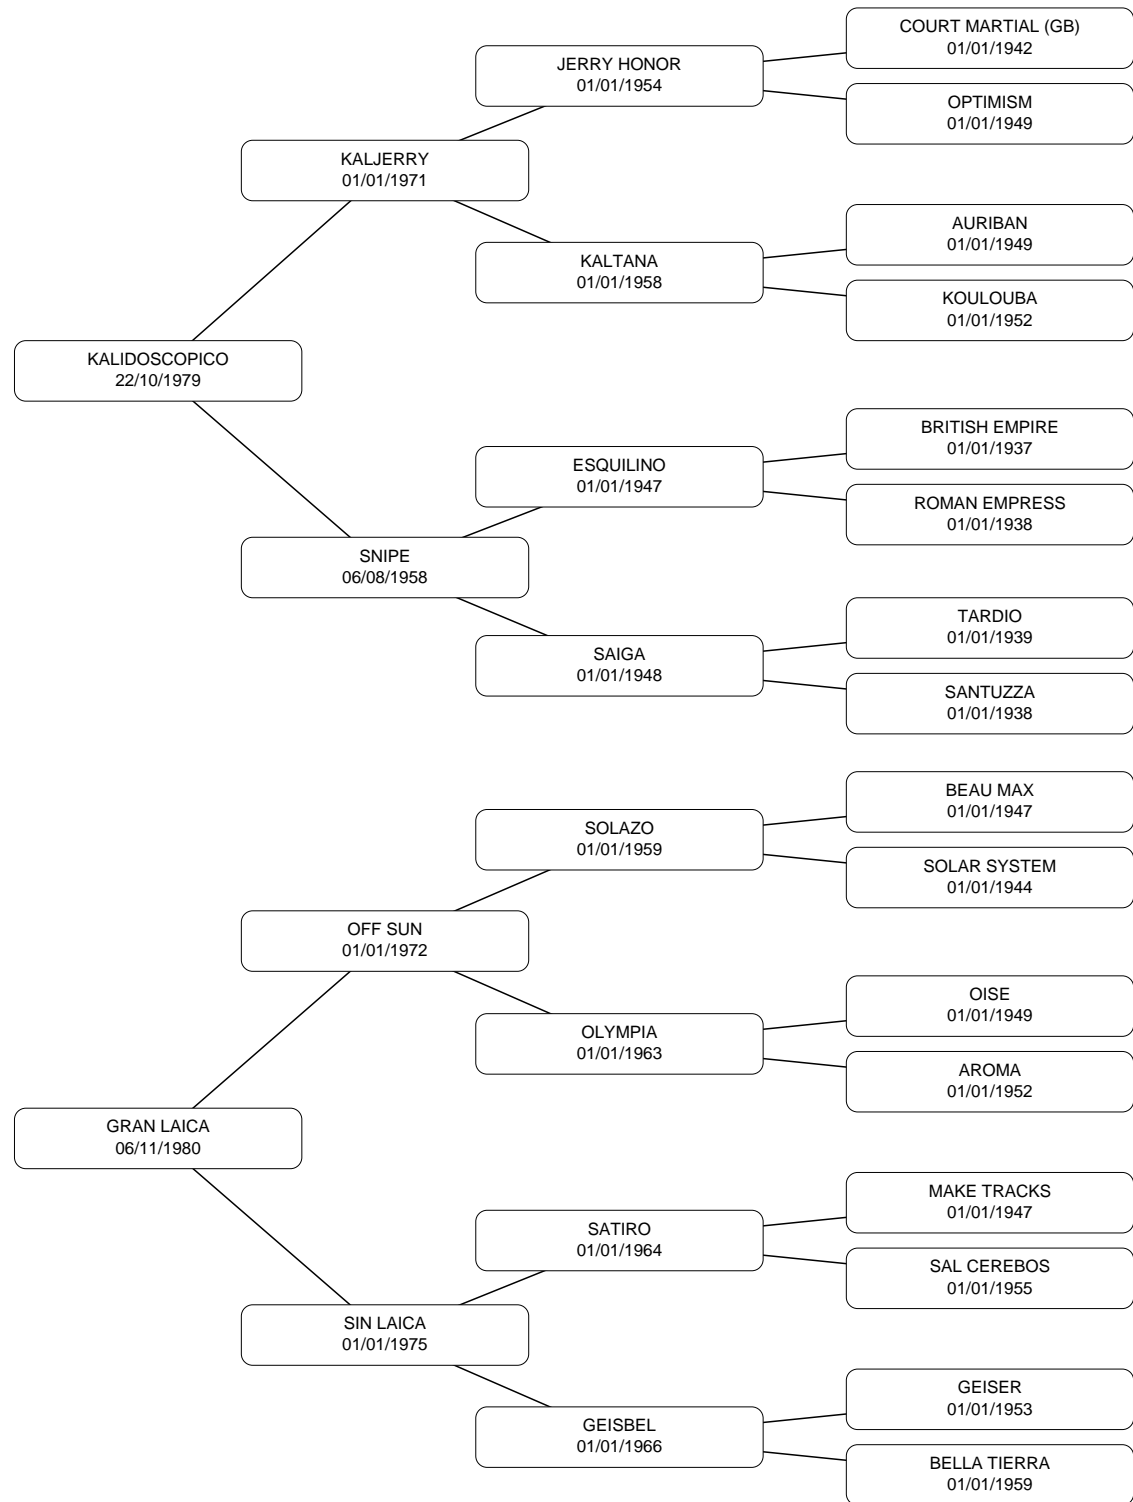 COURT MARTIAL (GB)
01/01/1942
JERRY HONOR
01/01/1954
OPTIMISM
01/01/1949
KALJERRY
01/01/1971
AURIBAN
01/01/1949
KALTANA
01/01/1958
KOULOUBA
01/01/1952
KALIDOSCOPICO
22/10/1979
BRITISH EMPIRE
01/01/1937
ESQUILINO
01/01/1947
ROMAN EMPRESS
01/01/1938
SNIPE
06/08/1958
TARDIO
01/01/1939
SAIGA
01/01/1948
SANTUZZA
01/01/1938
BEAU MAX
01/01/1947
SOLAZO
01/01/1959
SOLAR SYSTEM
01/01/1944
OFF SUN
01/01/1972
OISE
01/01/1949
OLYMPIA
01/01/1963
AROMA
01/01/1952
GRAN LAICA
06/11/1980
MAKE TRACKS
01/01/1947
SATIRO
01/01/1964
SAL CEREBOS
01/01/1955
SIN LAICA
01/01/1975
GEISER
01/01/1953
GEISBEL
01/01/1966
BELLA TIERRA
01/01/1959